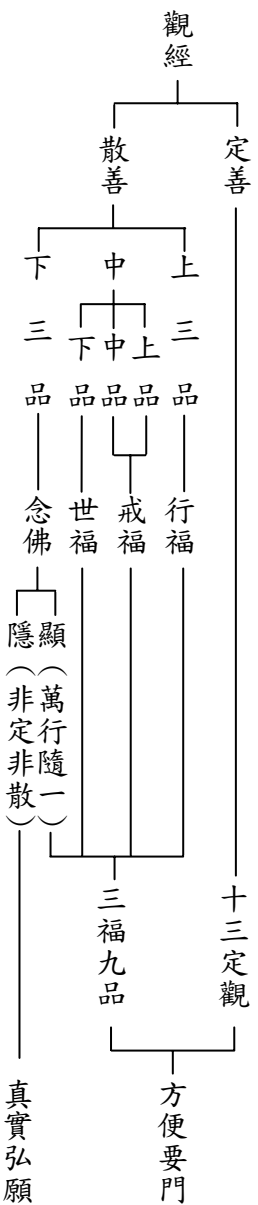 觀經
定善
散善
上三品
中
上品
中品
下品
下三品
行福
戒福
世福
念佛
顯（萬行隨一）
隱（非定非散）
十三定觀
三福九品
方便要門
真實弘願